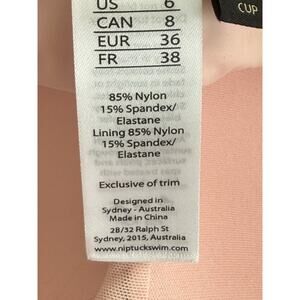 US 6
CAN 8
EUR 36
FR 38
CUP
85% Nylon
15% Spandex/
Elastane
Lining 85% Nylon
15% Spandex/
Elastane
Exclusive of trim
Designed in
Sydney - Australia
Made in China
28/32 Ralph St
Sydney, 2015, Australia
www.niptuckswim.com